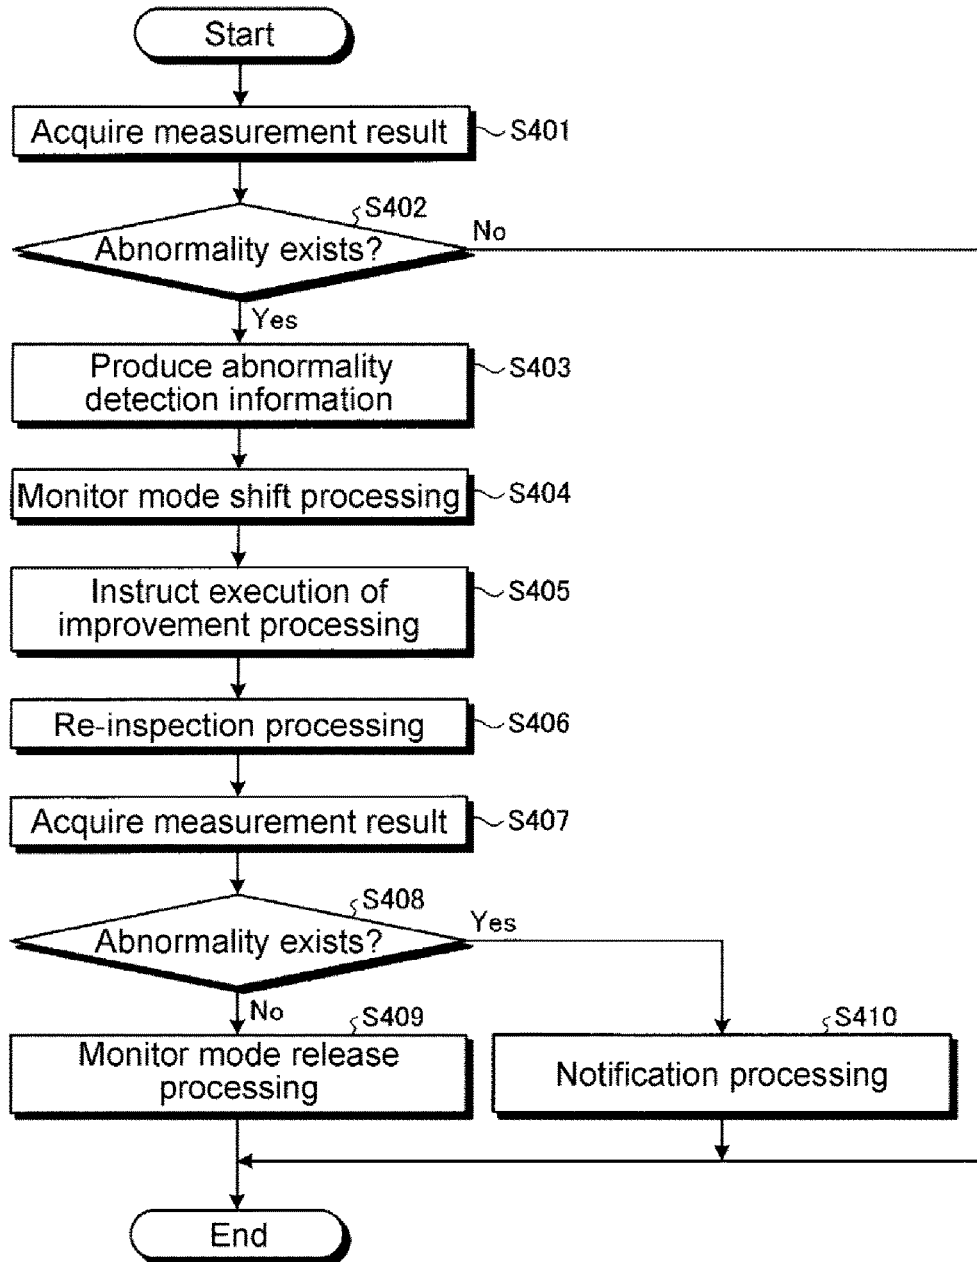 Start
Acquire measurement result
S401
S402
Abnormality exists?
No
Yes
Produce abnormality
detection information
S403
Monitor mode shift processing
S404
Instruct execution of
improvement processing
S405
Re-inspection processing
S406
Acquire measurement result
S407
S408
Abnormality exists?
Yes
No
S409
Monitor mode release
processing
S410
Notification processing
End